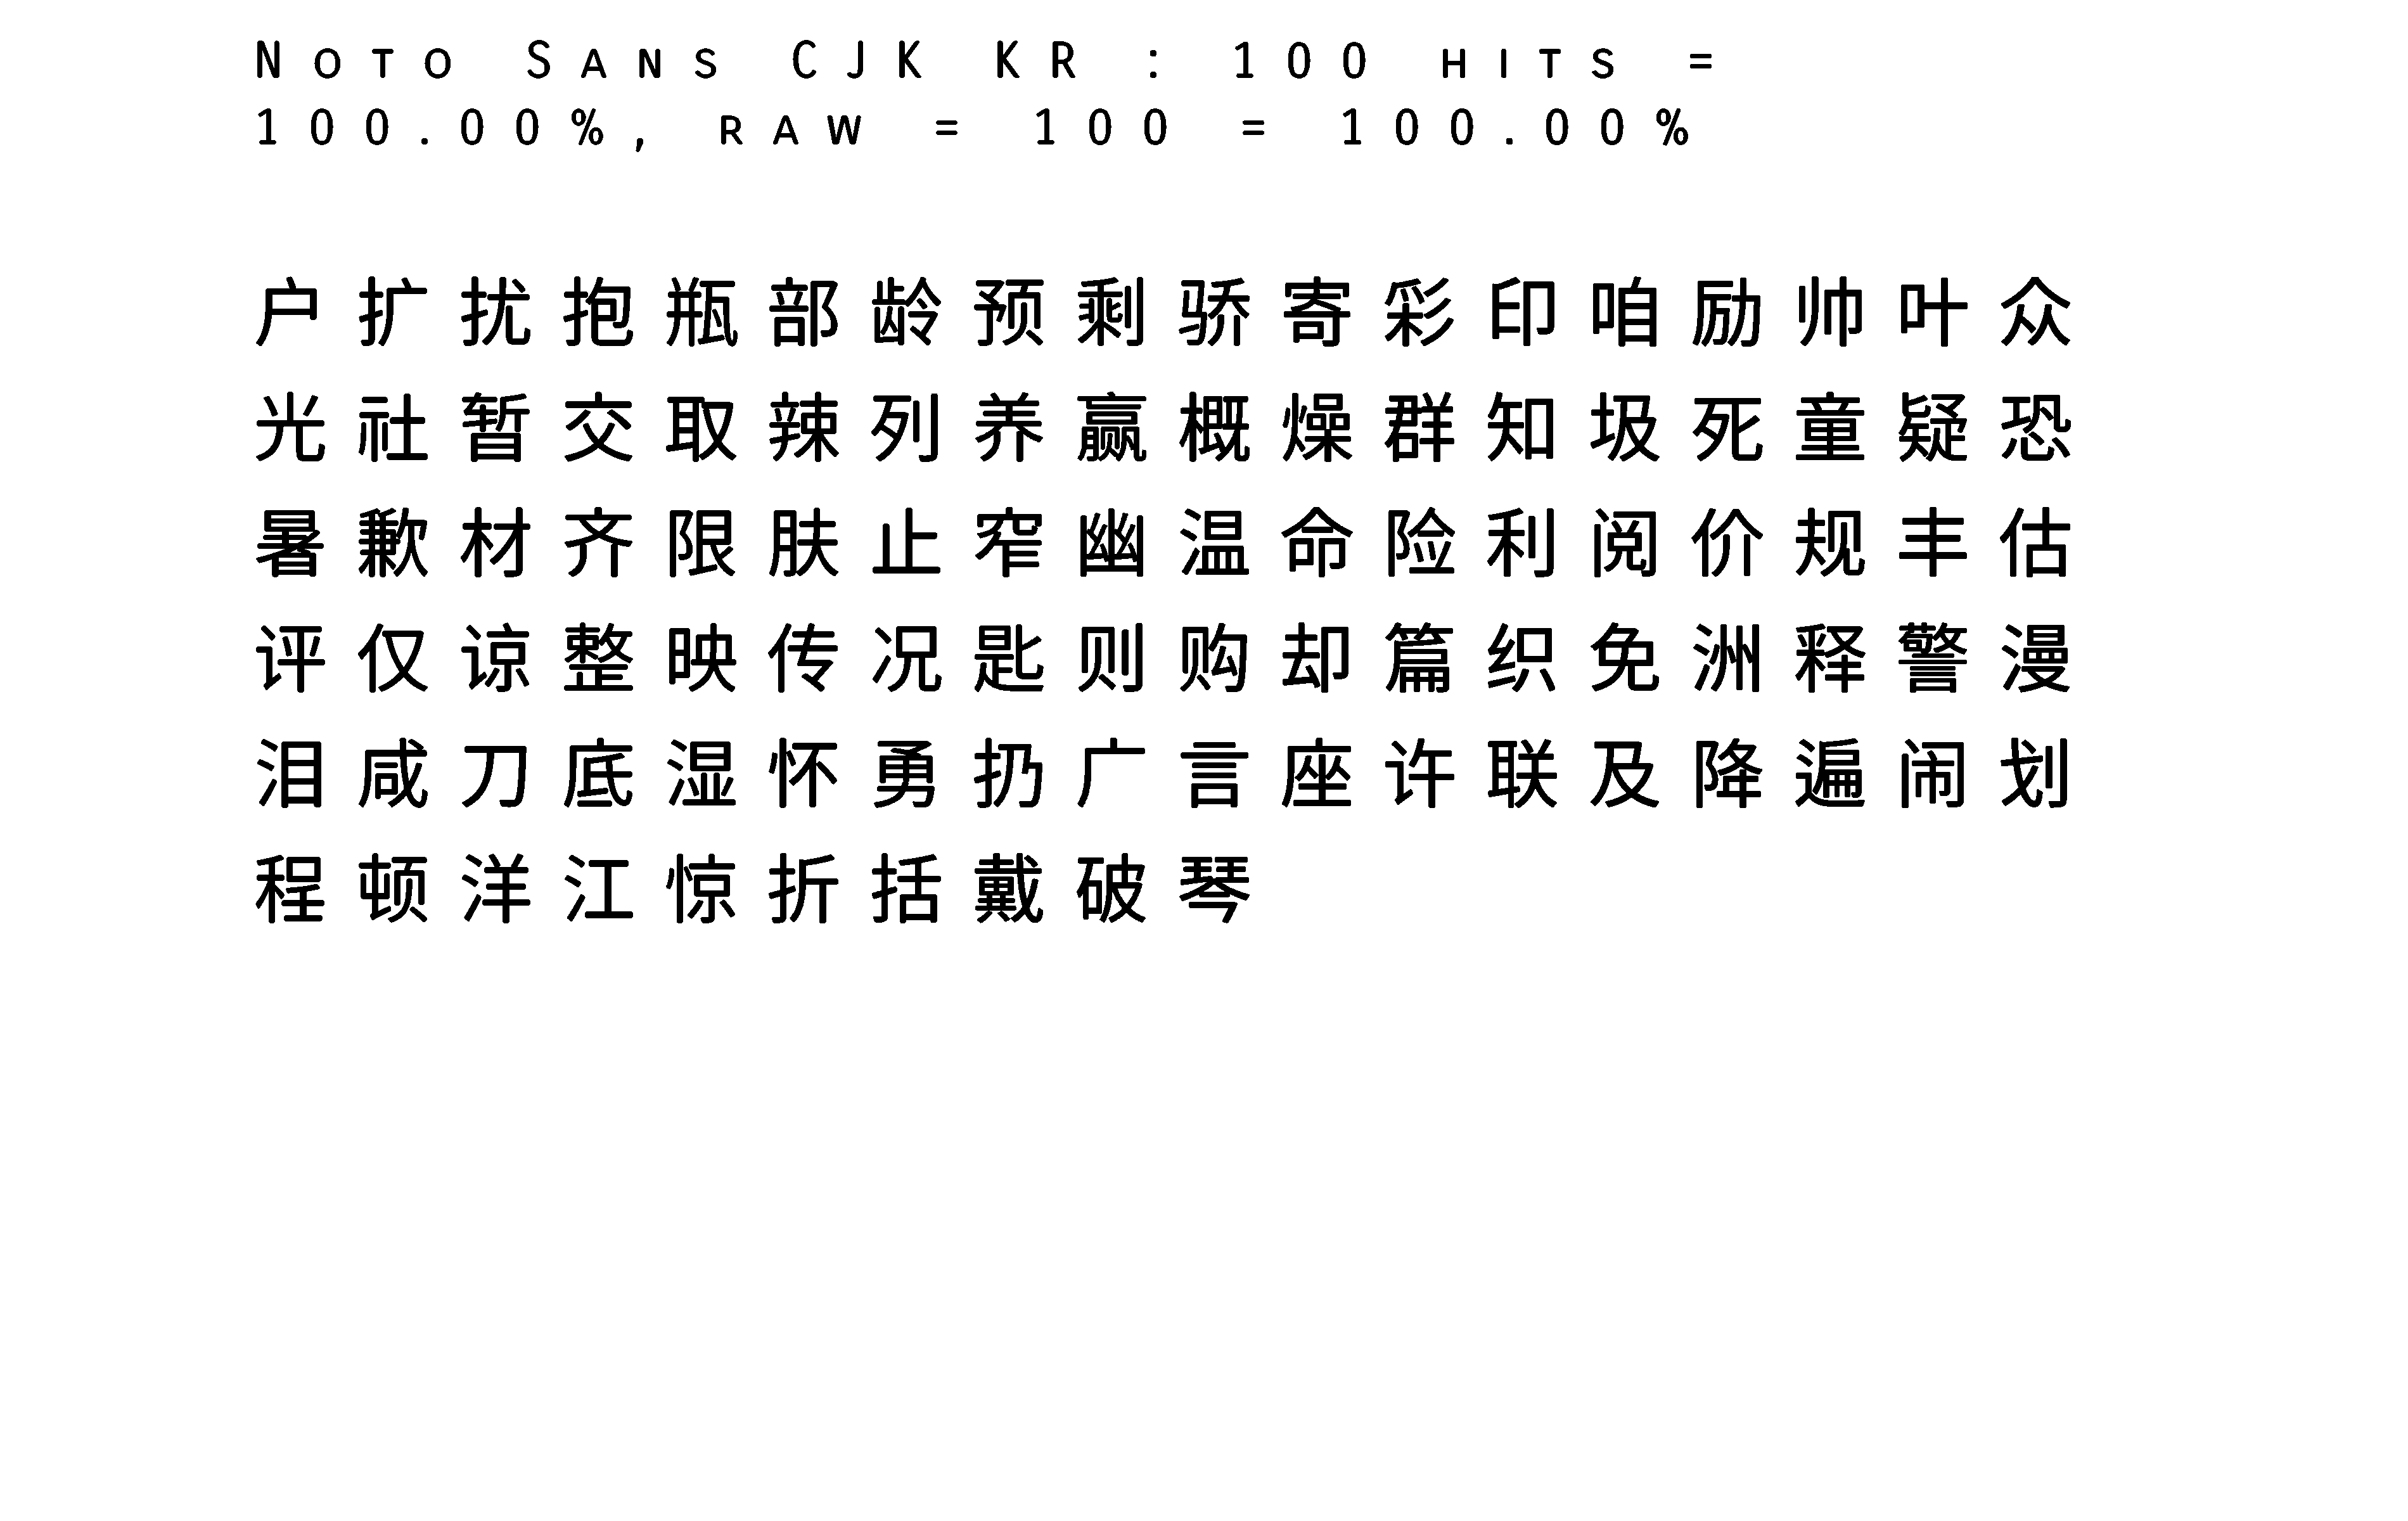 Noto Sans CJK KR : 100 hits =
100.00%, raw = 100 = 100.00%
户扩扰抱瓶部龄预剩骄寄彩印咱励帅叶众
光社暂交取辣列养赢概燥群知圾死童疑恐
暑歉材齐限肤止窄幽温命险利阅价规丰估
评仅谅整映传况匙则购却篇织免洲释警漫
泪咸刀底湿怀勇扔广言座许联及降遍闹划
程顿洋江惊折括戴破琴